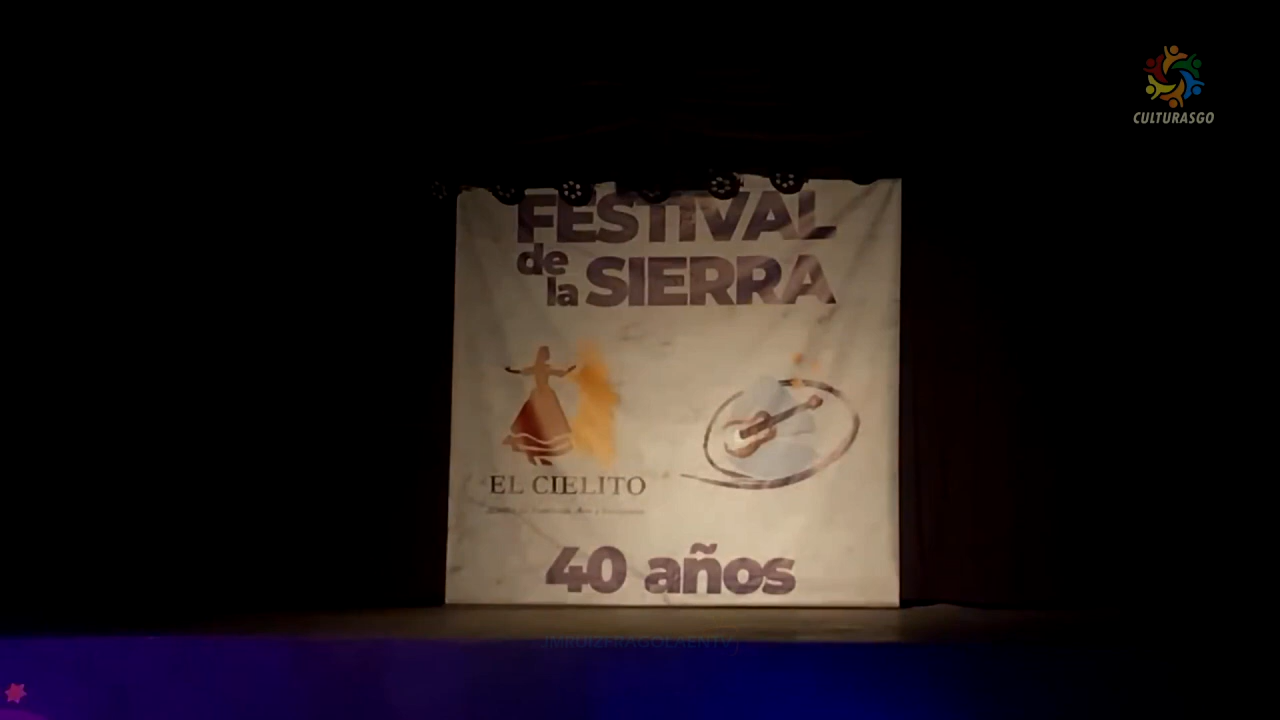 CULTURASGO
FESTIVAL
de
la SIERRA
EL CIELITO
40 años